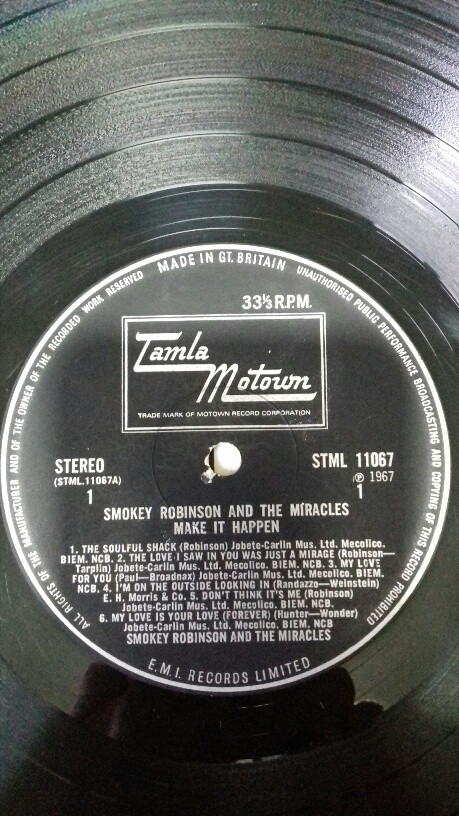 MADE IN GT. BRITAIN
UNAUTHORISED PUBLIC PERFORMANCE BROADCASTING AND COPYING OF THIS RECORD PROHIBITED
ALL RIGHTS OF THE MANUFACTURER AND OF THE OWNER OF THE RECORDED WORK RESERVED
33⅓ R.P.M.
Tamla
Motown
TRADE MARK OF MOTOWN RECORD CORPORATION
STEREO
(STML.11067A)
1
STML 11067
Ⓟ 1967
1
SMOKEY ROBINSON AND THE MIRACLES
MAKE IT HAPPEN
1. THE SOULFUL SHACK (Robinson) Jobete-Carlin Mus. Ltd. Mecolico.
BIEM. NCB. 2. THE LOVE I SAW IN YOU WAS JUST A MIRAGE (Robinson—
Tarplin) Jobete-Carlin Mus. Ltd. Mecolico. BIEM. NCB. 3. MY LOVE
FOR YOU (Paul—Broadnax) Jobete-Carlin Mus. Ltd. Mecolico. BIEM.
NCB. 4. I'M ON THE OUTSIDE LOOKING IN (Randazzo—Weinstein)
E. H. Morris & Co. 5. DON'T THINK IT'S ME (Robinson)
Jobete-Carlin Mus. Ltd. Mecolico. BIEM. NCB.
6. MY LOVE IS YOUR LOVE (FOREVER) (Hunter—Wonder)
Jobete-Carlin Mus. Ltd. Mecolico. BIEM. NCB
SMOKEY ROBINSON AND THE MIRACLES
E.M.I. RECORDS LIMITED